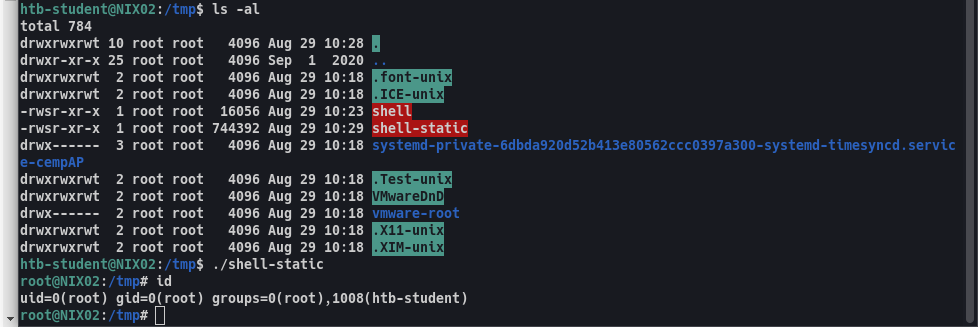 htb-student@NIX02:/tmp$ ls -al
total 784
drwxrwxrwt 10 root root   4096 Aug 29 10:28 .
drwxr-xr-x 25 root root   4096 Sep  1  2020 ..
drwxrwxrwt  2 root root   4096 Aug 29 10:18 .font-unix
drwxrwxrwt  2 root root   4096 Aug 29 10:18 .ICE-unix
-rwsr-xr-x  1 root root  16056 Aug 29 10:23 shell
-rwsr-xr-x  1 root root 744392 Aug 29 10:29 shell-static
drwx------  3 root root   4096 Aug 29 10:18 systemd-private-6dbda920d52b413e80562ccc0397a300-systemd-timesyncd.servic
e-cempAP
drwxrwxrwt  2 root root   4096 Aug 29 10:18 .Test-unix
drwxrwxrwt  2 root root   4096 Aug 29 10:18 VMwareDnD
drwx------  2 root root   4096 Aug 29 10:18 vmware-root
drwxrwxrwt  2 root root   4096 Aug 29 10:18 .X11-unix
drwxrwxrwt  2 root root   4096 Aug 29 10:18 .XIM-unix
htb-student@NIX02:/tmp$ ./shell-static
root@NIX02:/tmp# id
uid=0(root) gid=0(root) groups=0(root),1008(htb-student)
root@NIX02:/tmp#